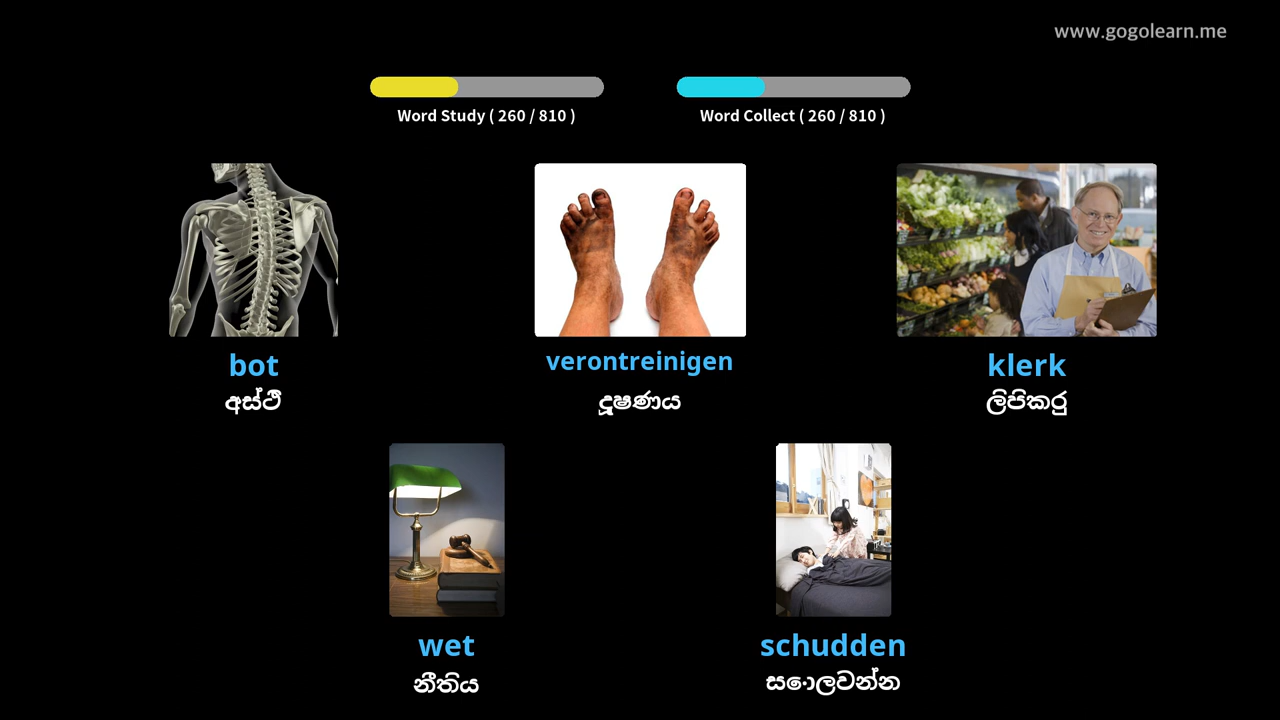 www.gogolearn.me
Word Study ( 260 / 810 )
Word Collect ( 260 / 810 )
bot
අස්ථි
verontreinigen
දූෂණය
klerk
ලිපිකරු
wet
නීතිය
schudden
සොලවන්න